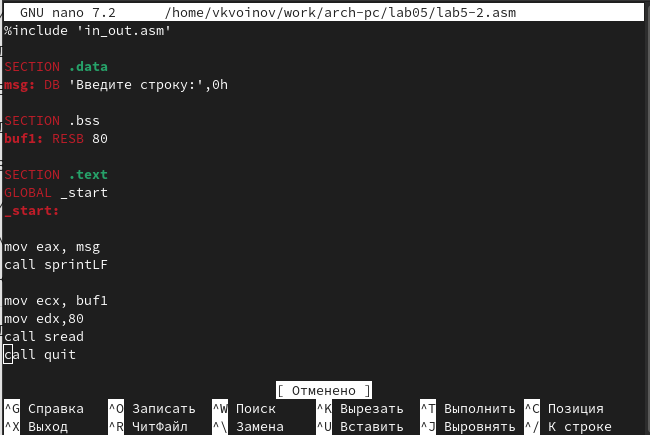 GNU nano 7.2 /home/vkvoinov/work/arch-pc/lab05/lab5-2.asm
%include 'in_out.asm'
SECTION .data
msg: DB 'Введите строку:',0h
SECTION .bss
buf1: RESB 80
SECTION .text
GLOBAL _start
_start:
mov eax, msg
call sprintLF
mov ecx, buf1
mov edx,80
call sread
call quit
[ Отменено ]
^G Справка ^O Записать ^W Поиск ^K Вырезать ^T Выполнить ^C Позиция
^X Выход ^R ЧитФайл ^\ Замена ^U Вставить ^J Выровнять ^/ К строке